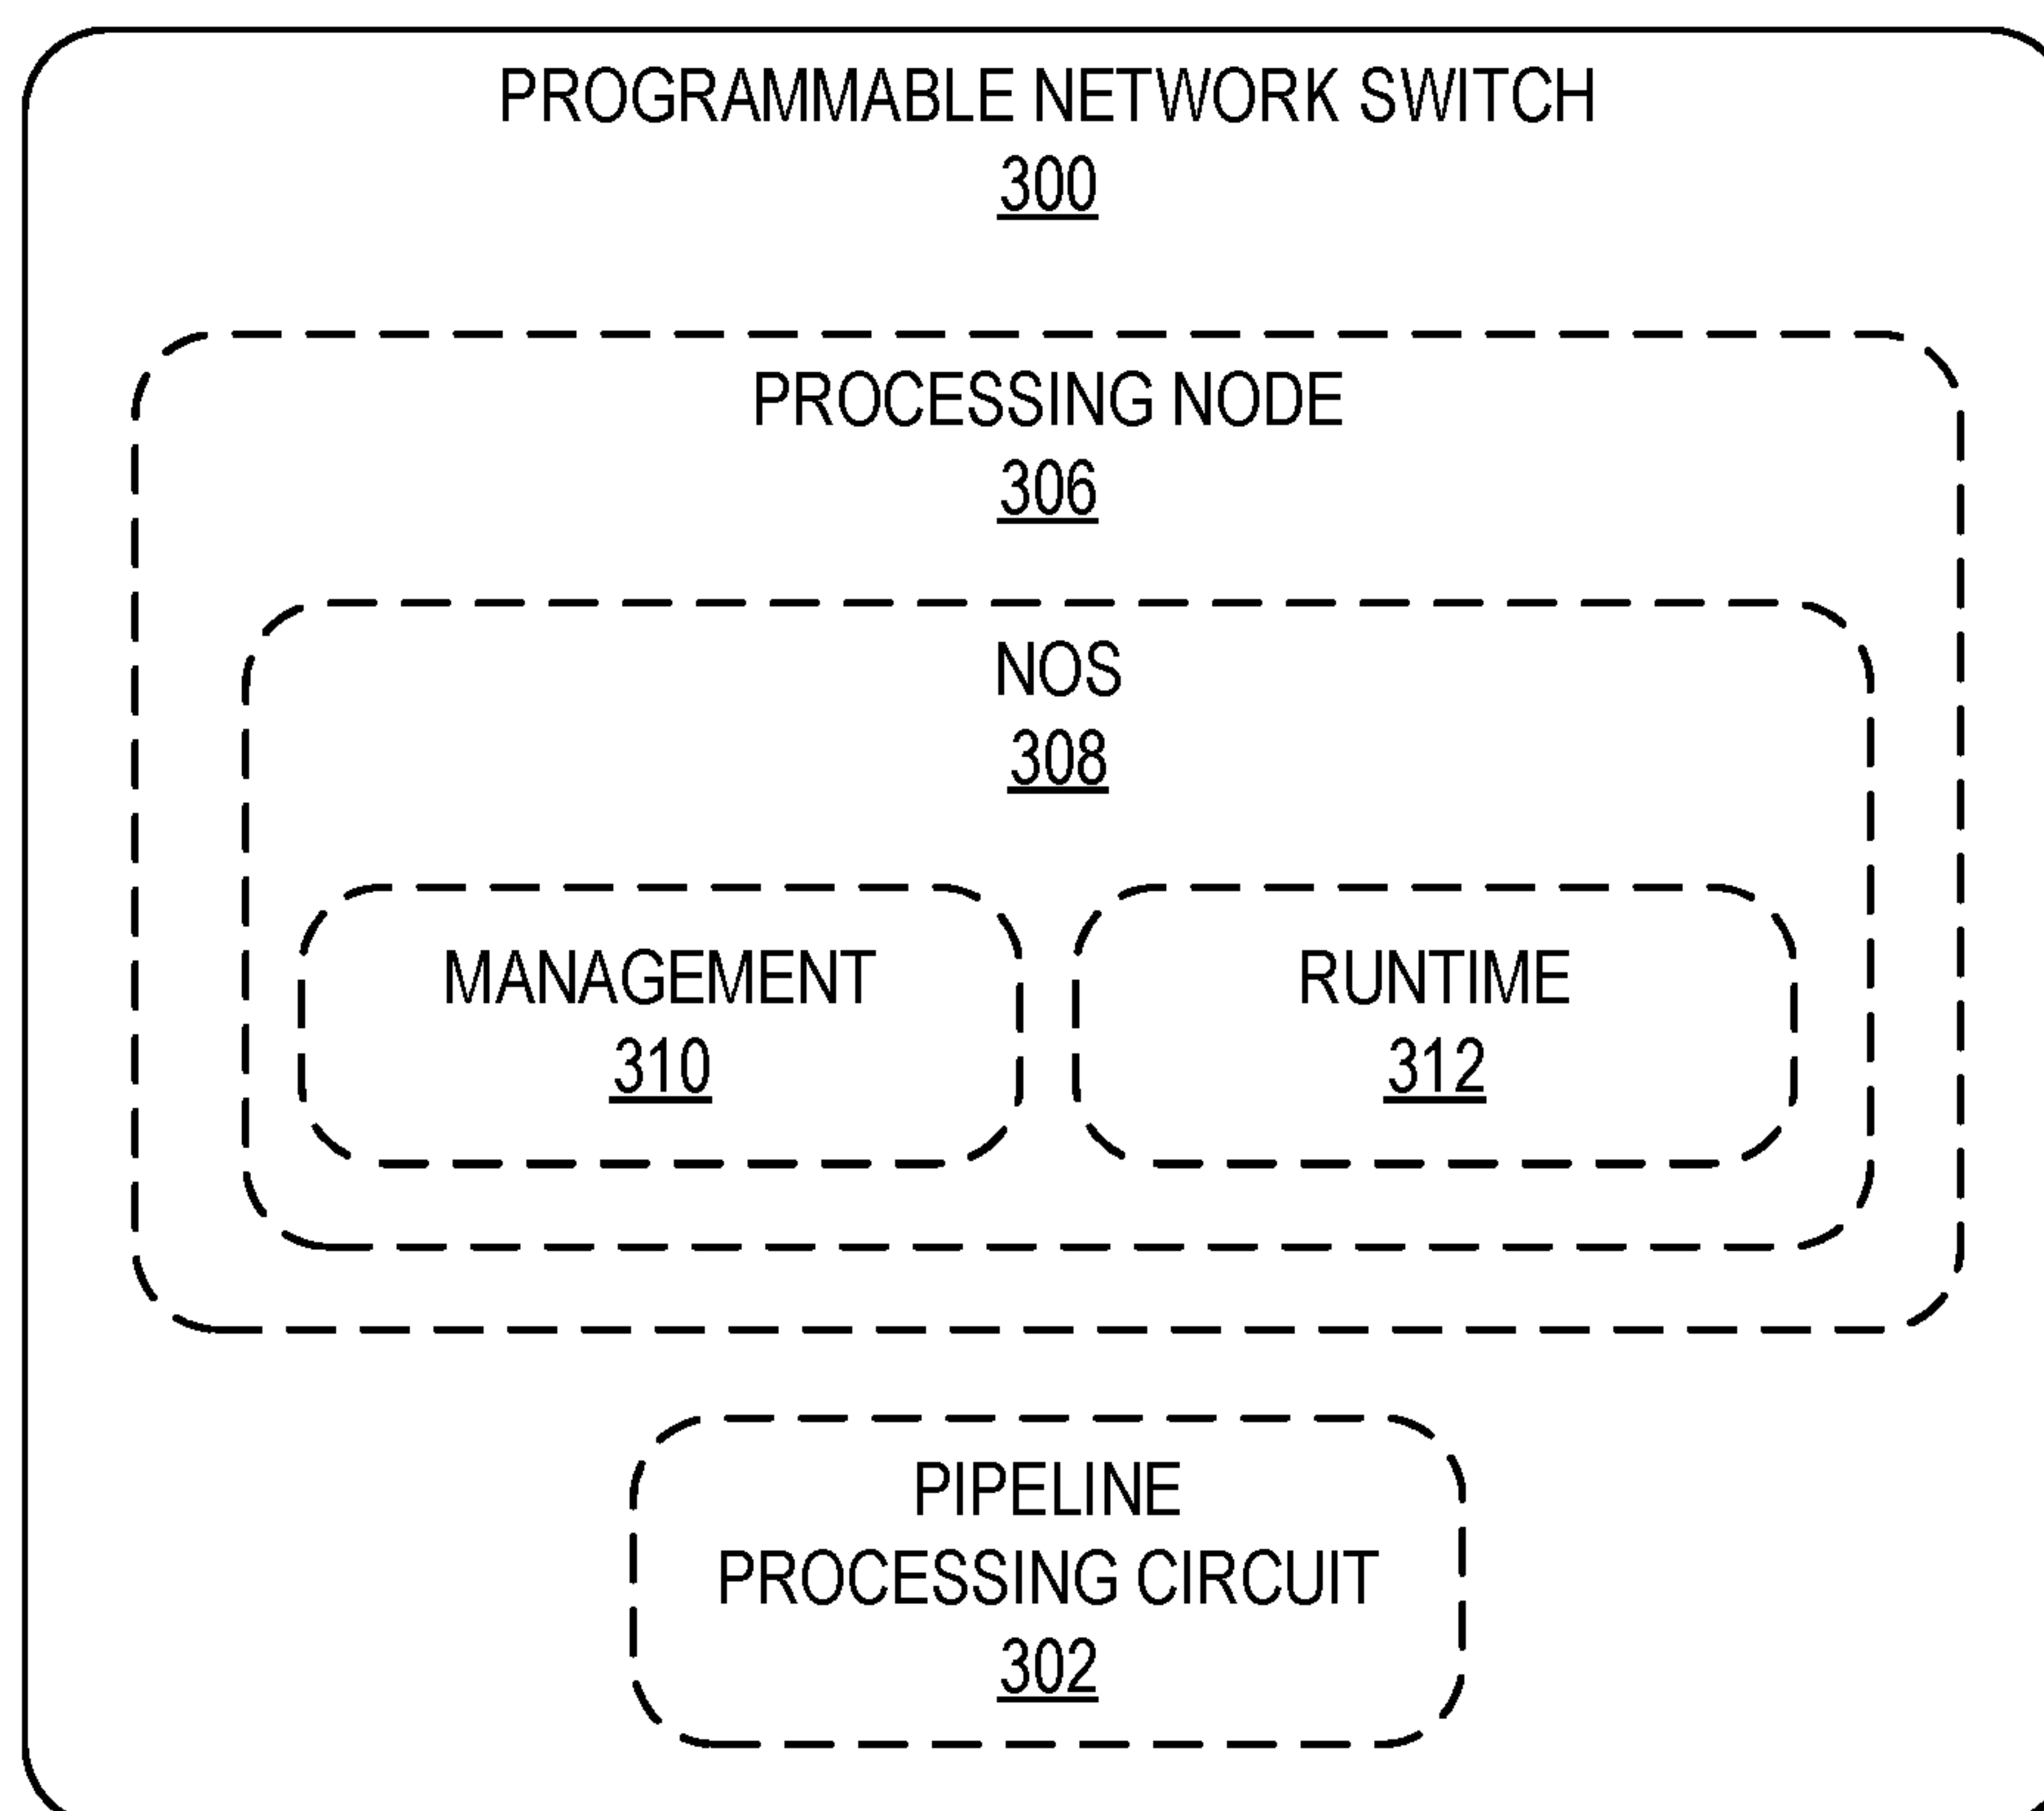 PROGRAMMABLE NETWORK SWITCH
300
PROCESSING NODE
306
NOS
308
MANAGEMENT
310
RUNTIME
312
PIPELINE
PROCESSING CIRCUIT
302